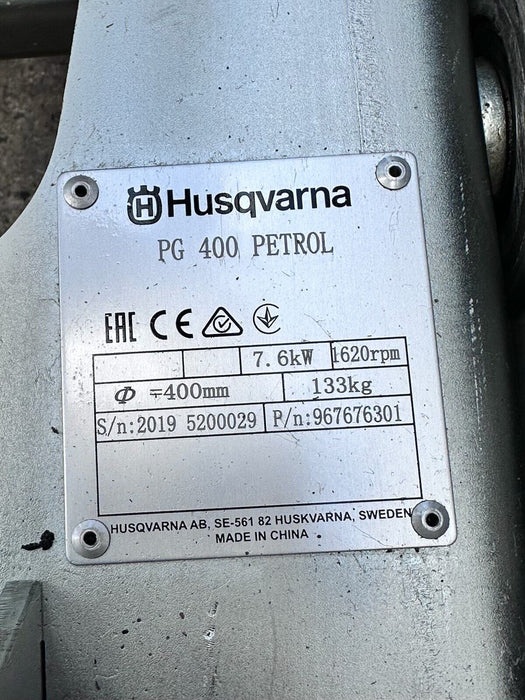 Husqvarna
PG 400 PETROL
EAC CE
7.6kW 1620rpm
Φ =400mm 133kg
S/n:2019 5200029 P/n:967676301
HUSQVARNA AB, SE-561 82 HUSKVARNA, SWEDEN
MADE IN CHINA